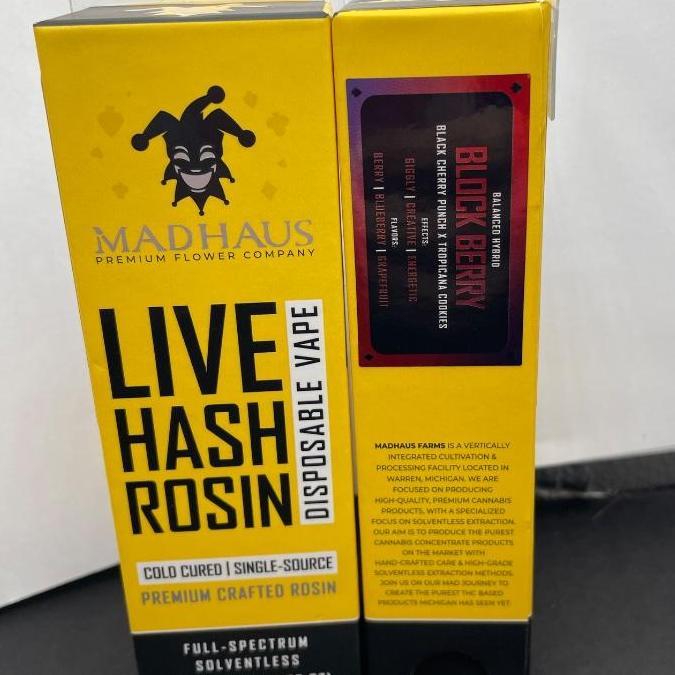 MADHAUS
PREMIUM FLOWER COMPANY
LIVE
HASH
ROSIN
DISPOSABLE VAPE
COLD CURED | SINGLE-SOURCE
PREMIUM CRAFTED ROSIN
FULL-SPECTRUM
SOLVENTLESS
BALANCED HYBRID
BLOCK BERRY
BLACK CHERRY PUNCH X TROPICANA COOKIES
EFFECTS:
GIGGLY | CREATIVE | ENERGETIC
FLAVORS:
BERRY | BLUEBERRY | GRAPEFRUIT
MADHAUS FARMS IS A VERTICALLY
INTEGRATED CULTIVATION &
PROCESSING FACILITY LOCATED IN
WARREN, MICHIGAN. WE ARE
FOCUSED ON PRODUCING
HIGH-QUALITY, PREMIUM CANNABIS
PRODUCTS, WITH A SPECIALIZED
FOCUS ON SOLVENTLESS EXTRACTION.
OUR AIM IS TO PRODUCE THE PUREST
CANNABIS CONCENTRATE PRODUCTS
ON THE MARKET WITH
HAND-CRAFTED CARE & HIGH-GRADE
SOLVENTLESS EXTRACTION METHODS.
JOIN US ON OUR MAD JOURNEY TO
CREATE THE PUREST THC BASED
PRODUCTS MICHIGAN HAS SEEN YET.